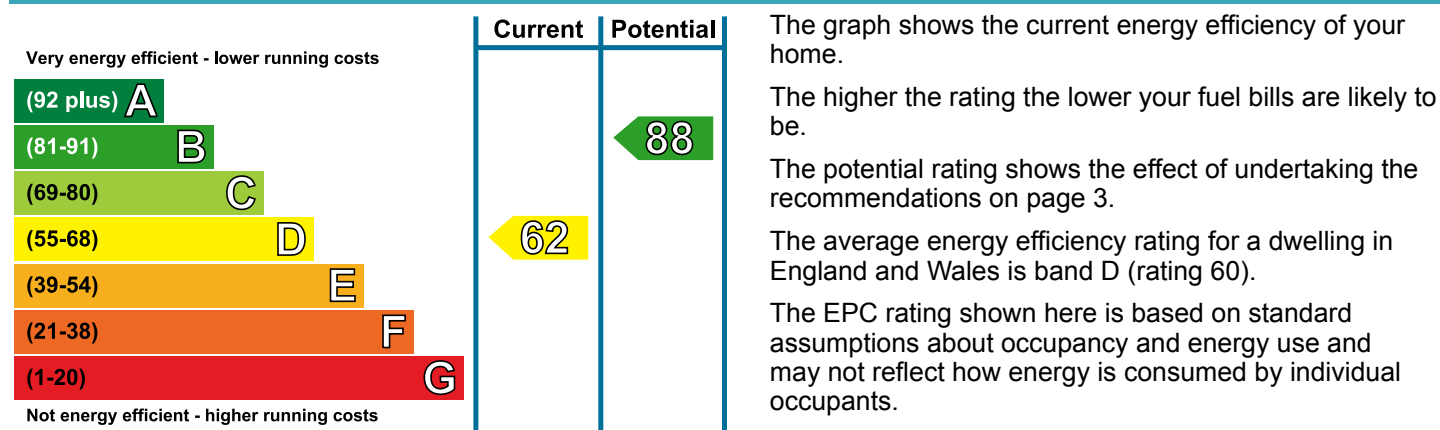 Current Potential
Very energy efficient - lower running costs
(92 plus) A
(81-91) B
(69-80) C
(55-68) D
(39-54) E
(21-38) F
(1-20) G
Not energy efficient - higher running costs
88
62
The graph shows the current energy efficiency of your
home.
The higher the rating the lower your fuel bills are likely to
be.
The potential rating shows the effect of undertaking the
recommendations on page 3.
The average energy efficiency rating for a dwelling in
England and Wales is band D (rating 60).
The EPC rating shown here is based on standard
assumptions about occupancy and energy use and
may not reflect how energy is consumed by individual
occupants.